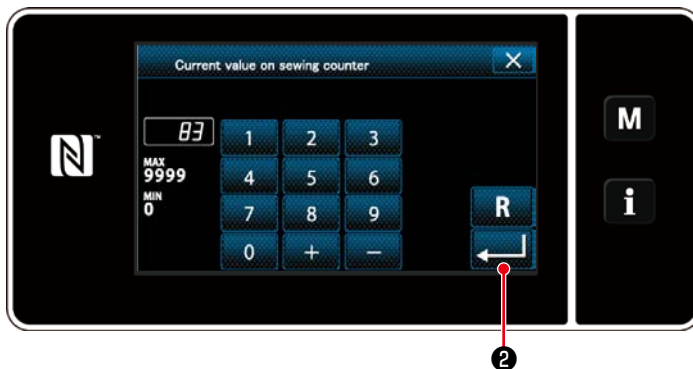 Current value on sewing counter
83
MAX
9999
MIN
0
1 2 3
4 5 6
7 8 9
0 + −
R
M
i
N
❷